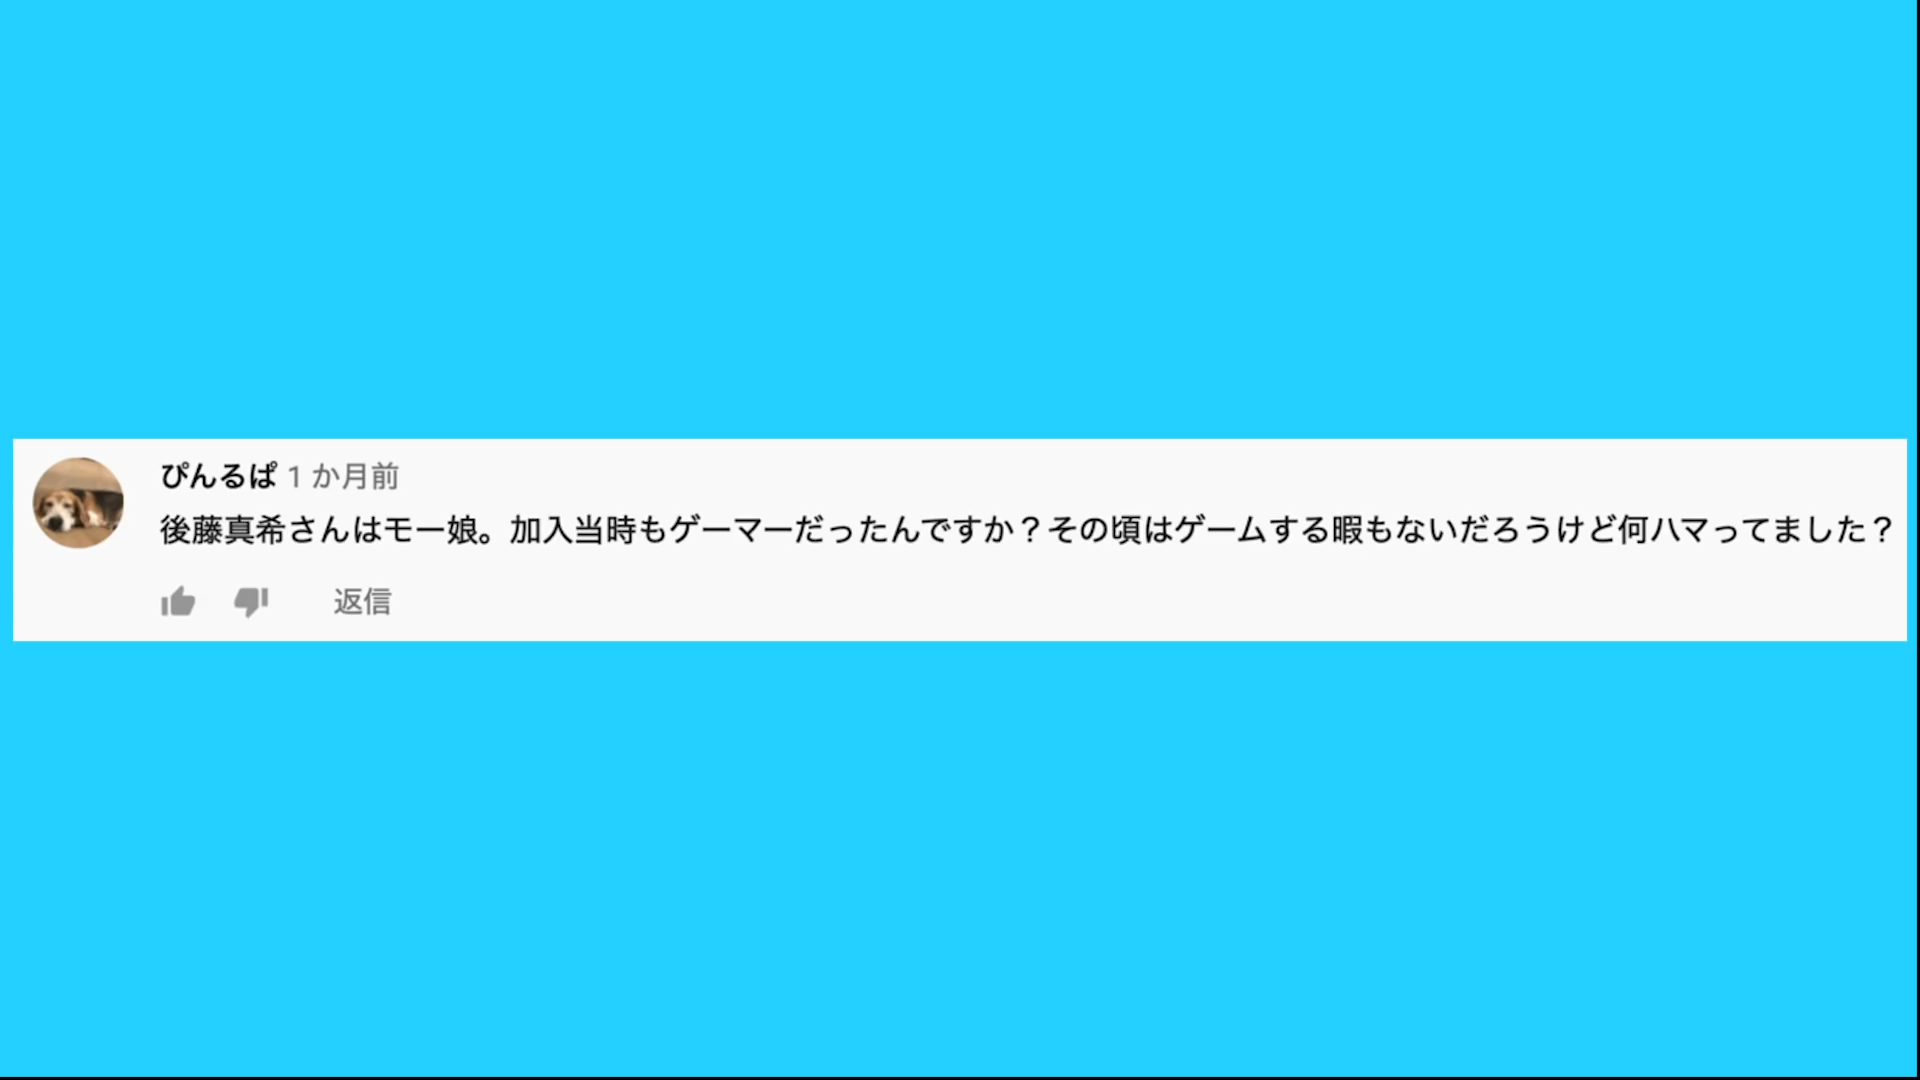 ぴんるぱ 1 か月前
後藤真希さんはモー娘。加入当時もゲーマーだったんですか？その頃はゲームする暇もないだろうけど何ハマってました？
返信